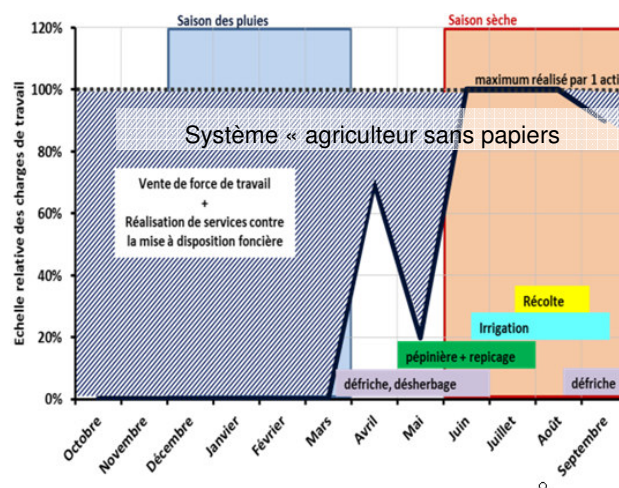 Saison des pluies
Saison sèche
120%
100%
80%
60%
40%
20%
0%
Echelle relative des charges de travail
maximum réalisé par 1 acti
Système « agriculteur sans papiers
Vente de force de travail
+
Réalisation de services contre
la mise à disposition foncière
Récolte
Irrigation
pépinière + repicage
défriche, désherbage
défriche
Octobre
Novembre
Décembre
Janvier
Février
Mars
Avril
Mai
Juin
Juillet
Août
Septembre